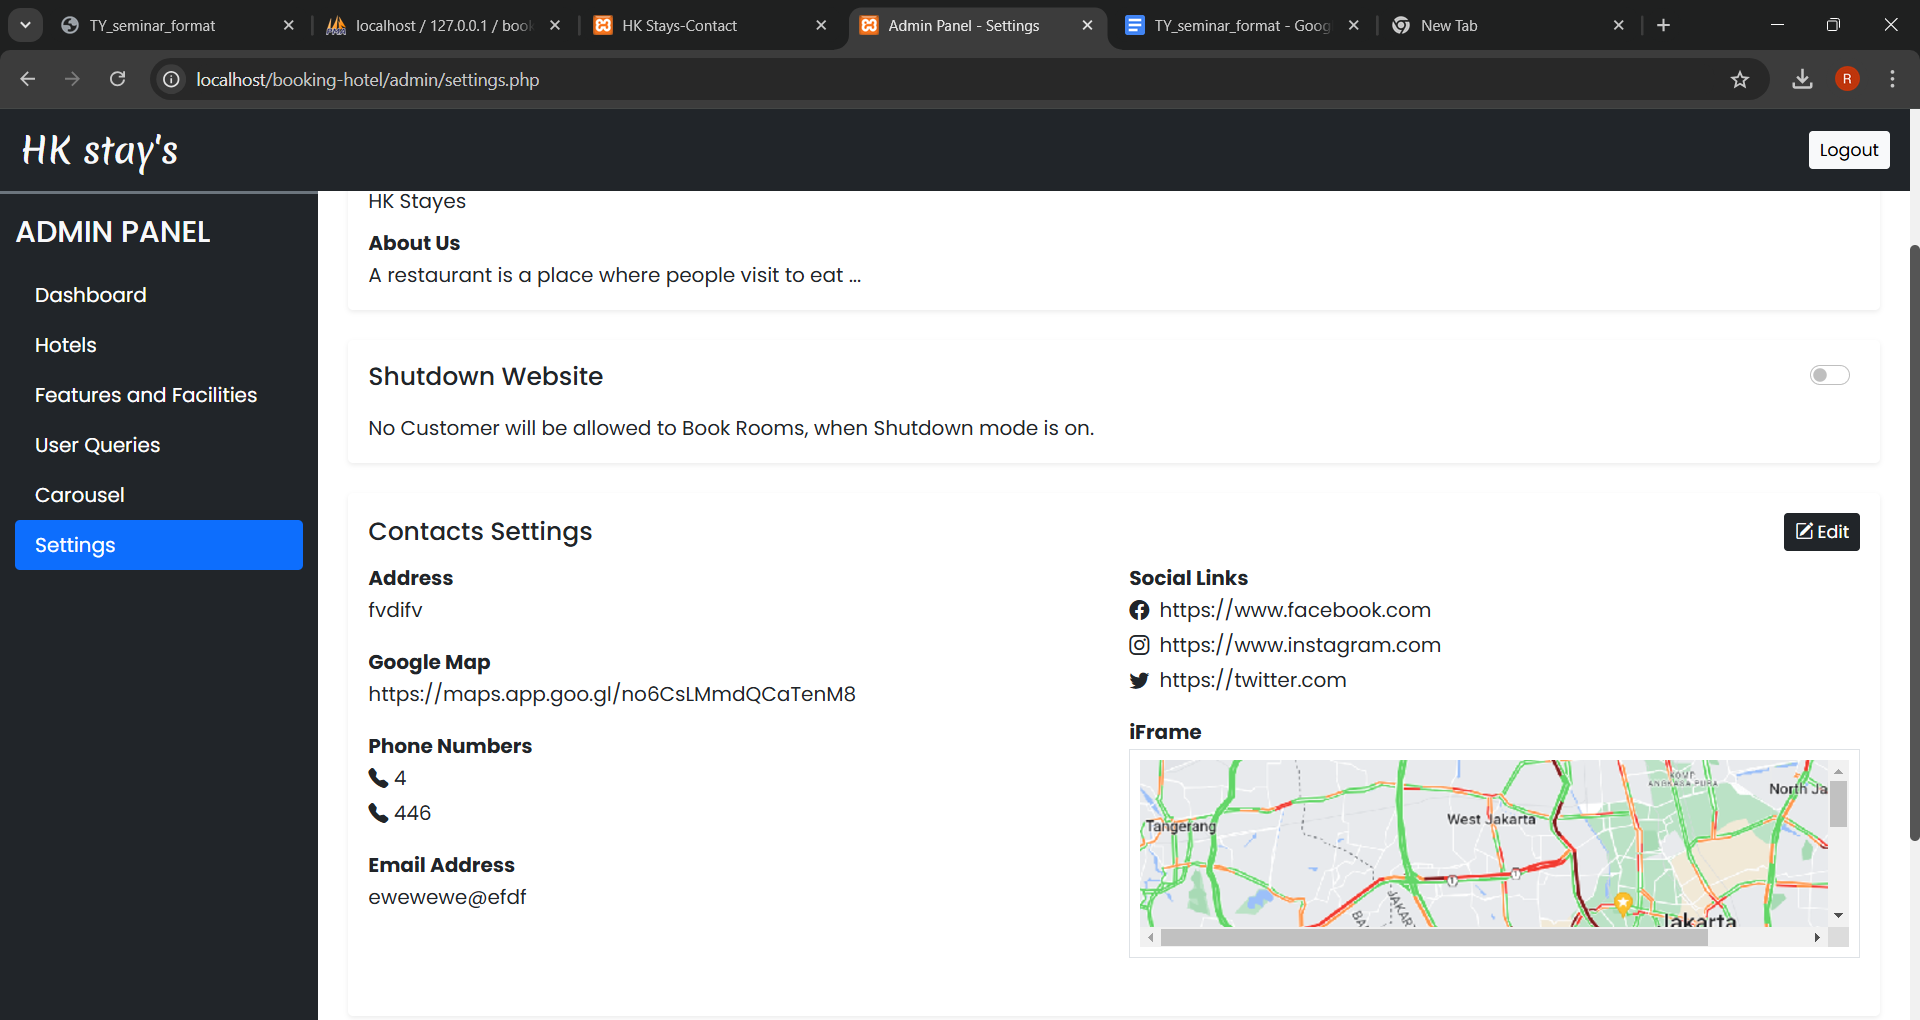 TY_seminar_format
localhost / 127.0.0.1 / book
HK Stays-Contact
Admin Panel - Settings
TY_seminar_format - Goog
New Tab
localhost/booking-hotel/admin/settings.php
R
HK stay's
Logout
ADMIN PANEL
Dashboard
Hotels
Features and Facilities
User Queries
Carousel
Settings
HK Stayes
About Us
A restaurant is a place where people visit to eat ...
Shutdown Website
No Customer will be allowed to Book Rooms, when Shutdown mode is on.
Contacts Settings
Edit
Address
fvdifv
Google Map
https://maps.app.goo.gl/no6CsLMmdQCaTenM8
Phone Numbers
4
446
Email Address
ewewewe@efdf
Social Links
https://www.facebook.com
https://www.instagram.com
https://twitter.com
iFrame
KOMP
ANGKASA PURA
North Ja
West Jakarta
Tangerang
Jakarta